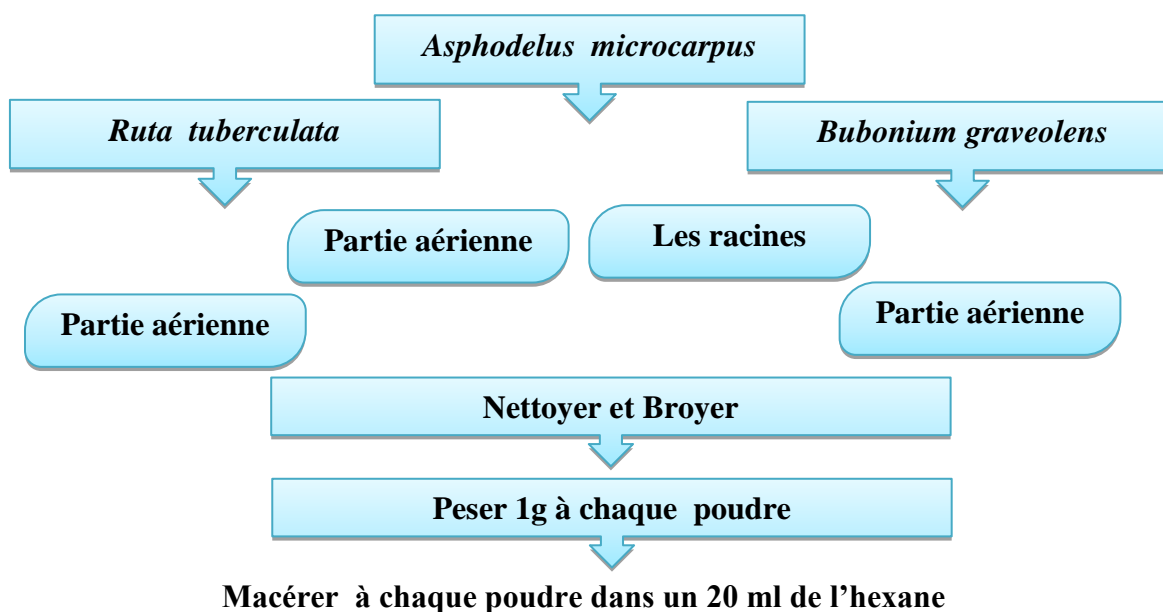 Asphodelus microcarpus
Ruta tuberculata
Bubonium graveolens
Partie aérienne
Les racines
Partie aérienne
Partie aérienne
Nettoyer et Broyer
Peser 1g à chaque poudre
Macérer à chaque poudre dans un 20 ml de l’hexane